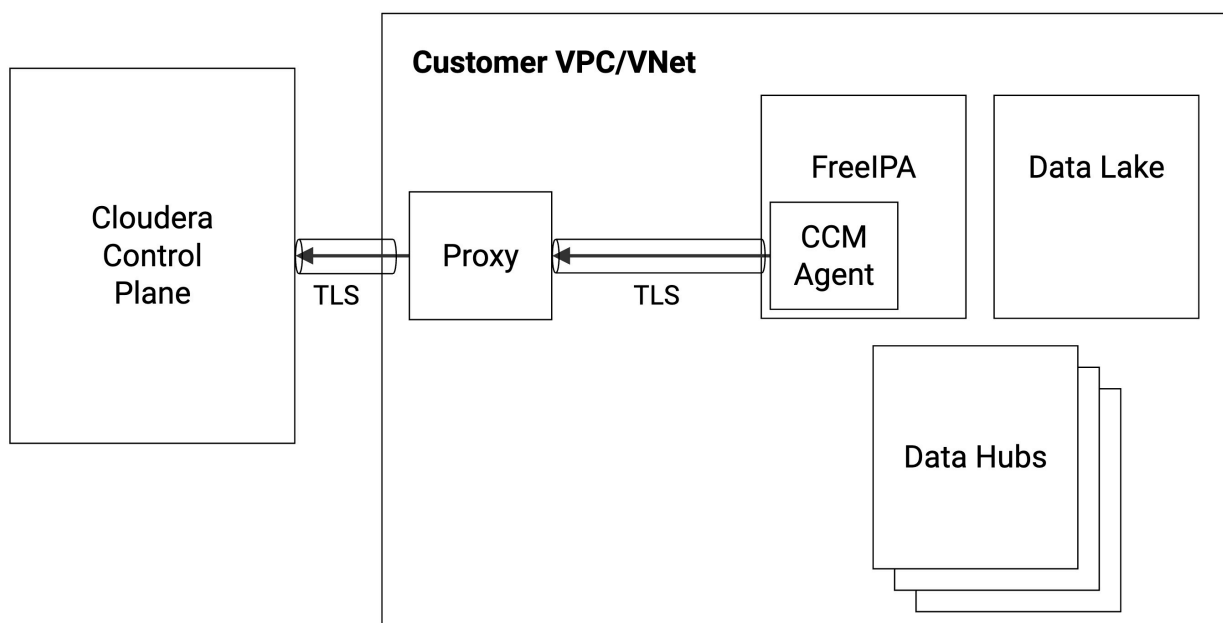 Customer VPC/VNet
Cloudera
Control
Plane
TLS
Proxy
TLS
FreeIPA
CCM
Agent
Data Lake
Data Hubs